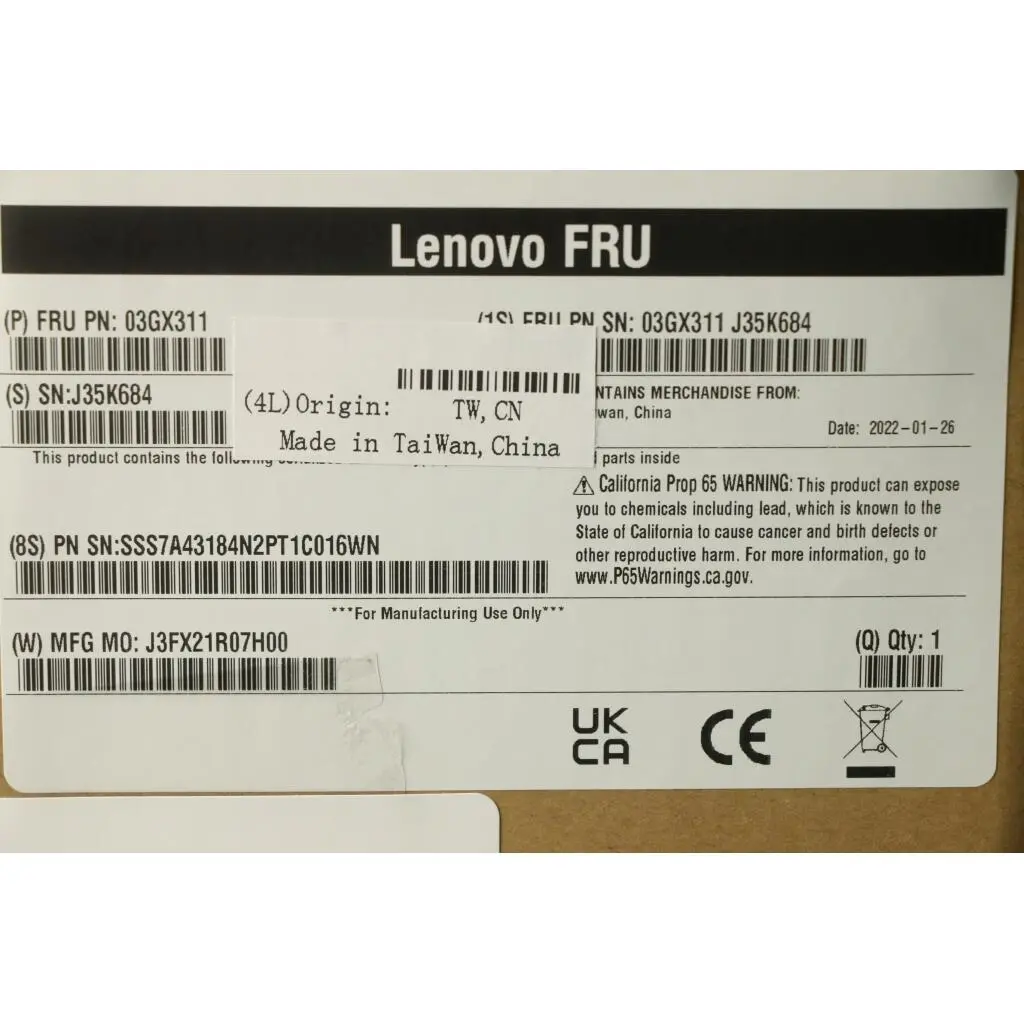 Lenovo FRU
(P) FRU PN: 03GX311
(1S) FRU PN SN: 03GX311 J35K684
(S) SN:J35K684
(4L)Origin: TW,CN
Made in TaiWan,China
NTAINS MERCHANDISE FROM:
wan, China
Date: 2022-01-26
This product contains the
parts inside
⚠ California Prop 65 WARNING: This product can expose
you to chemicals including lead, which is known to the
State of California to cause cancer and birth defects or
other reproductive harm. For more information, go to
www.P65Warnings.ca.gov.
(8S) PN SN:SSS7A43184N2PT1C016WN
***For Manufacturing Use Only***
(W) MFG MO: J3FX21R07H00
(Q) Qty: 1
UK
CA
CE